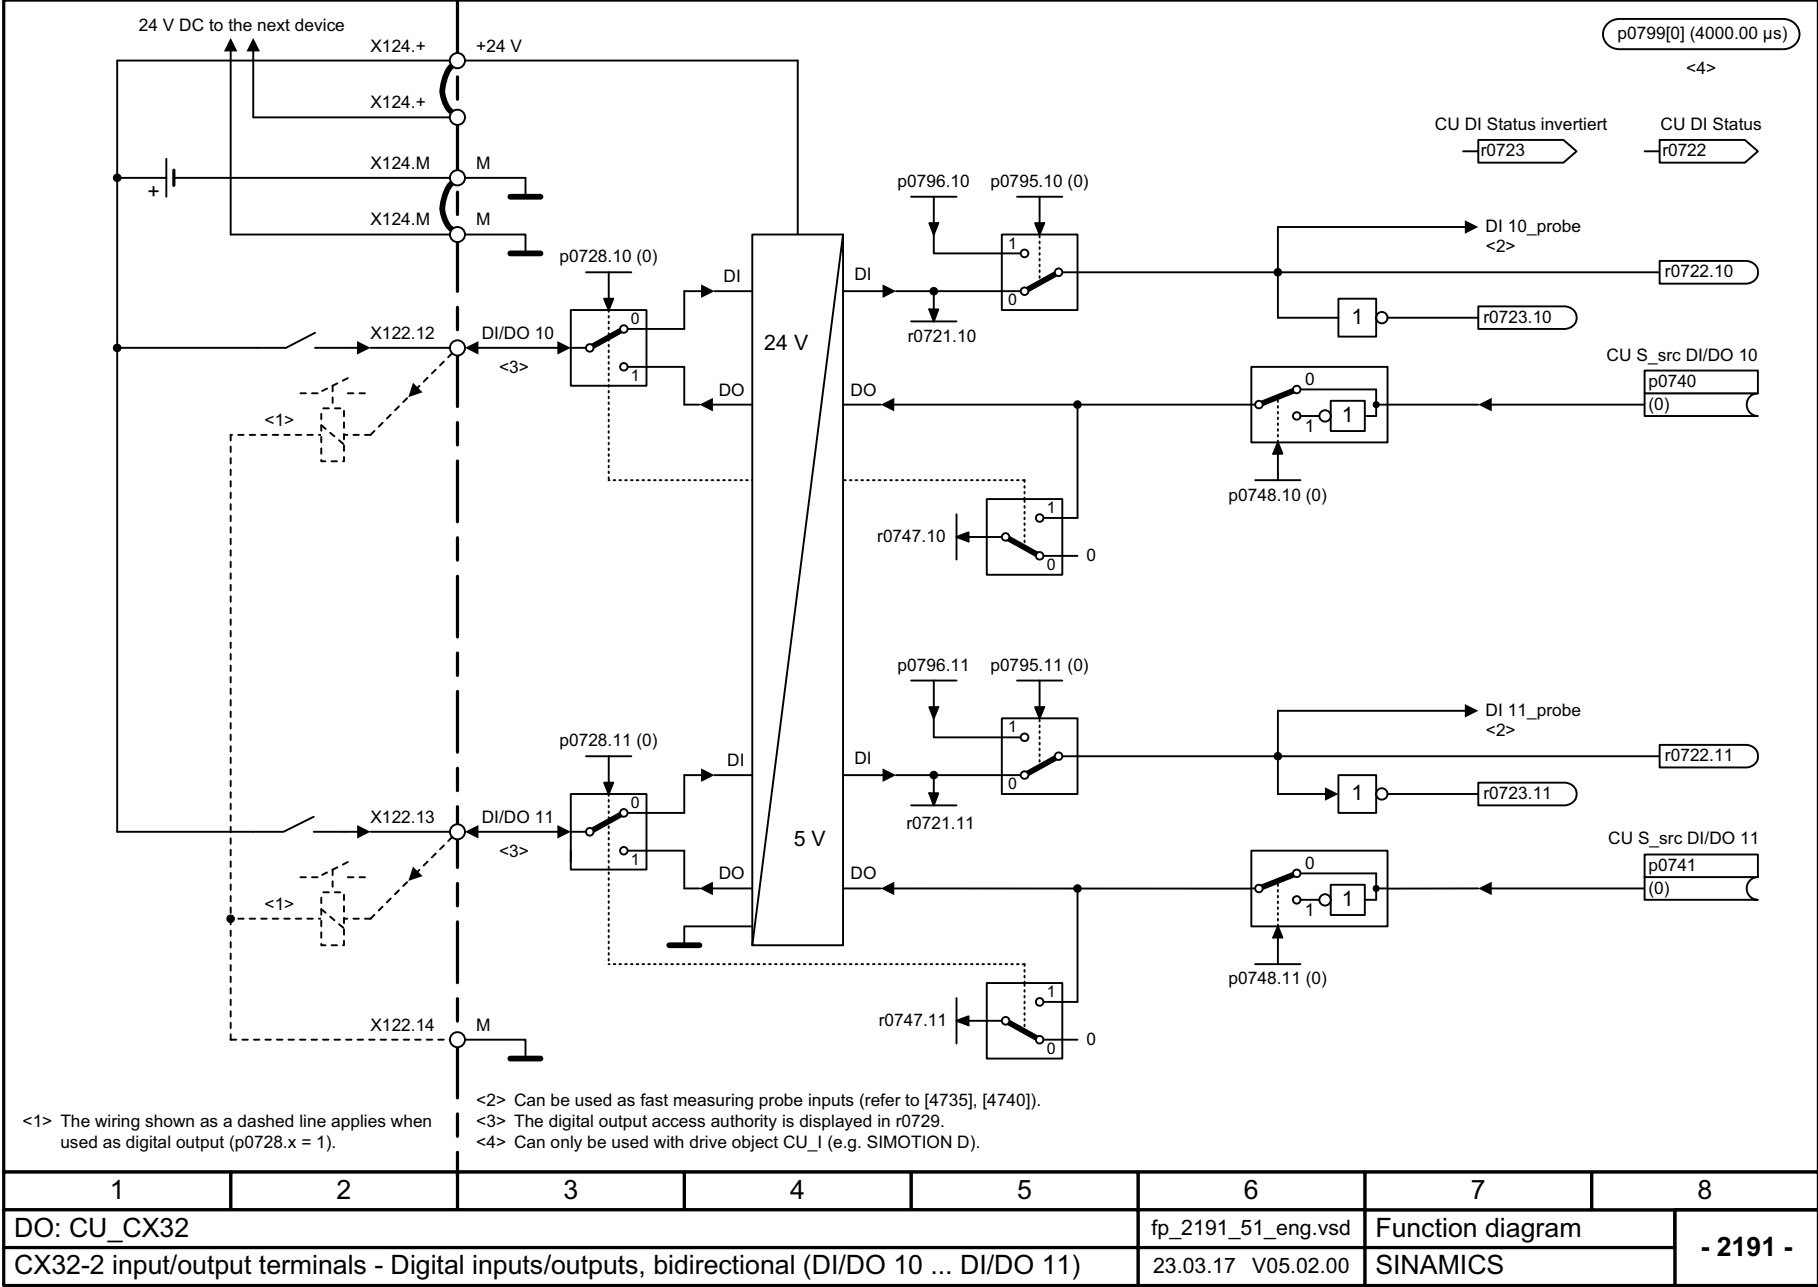 24 V DC to the next device
X124.+
+24 V
p0799[0] (4000.00 µs)
<4>
X124.+
CU DI Status invertiert
CU DI Status
r0723
r0722
X124.M
M
+
p0796.10
p0795.10 (0)
X124.M
M
DI 10_probe
<2>
1
0
p0728.10 (0)
DI
DI
r0722.10
r0721.10
1
r0723.10
X122.12
DI/DO 10
<3>
0
1
24 V
CU S_src DI/DO 10
p0740
(0)
DO
DO
0
1
1
<1>
p0748.10 (0)
r0747.10
1
0
0
p0796.11
p0795.11 (0)
DI 11_probe
<2>
1
0
p0728.11 (0)
DI
DI
r0722.11
r0721.11
1
r0723.11
X122.13
DI/DO 11
<3>
0
1
5 V
CU S_src DI/DO 11
p0741
(0)
DO
DO
0
1
1
<1>
p0748.11 (0)
r0747.11
1
0
0
X122.14
M
<1> The wiring shown as a dashed line applies when
used as digital output (p0728.x = 1).
<2> Can be used as fast measuring probe inputs (refer to [4735], [4740]).
<3> The digital output access authority is displayed in r0729.
<4> Can only be used with drive object CU_I (e.g. SIMOTION D).
1 2 3 4 5 6 7 8
DO: CU_CX32
fp_2191_51_eng.vsd
Function diagram
- 2191 -
CX32-2 input/output terminals - Digital inputs/outputs, bidirectional (DI/DO 10 ... DI/DO 11)
23.03.17 V05.02.00
SINAMICS